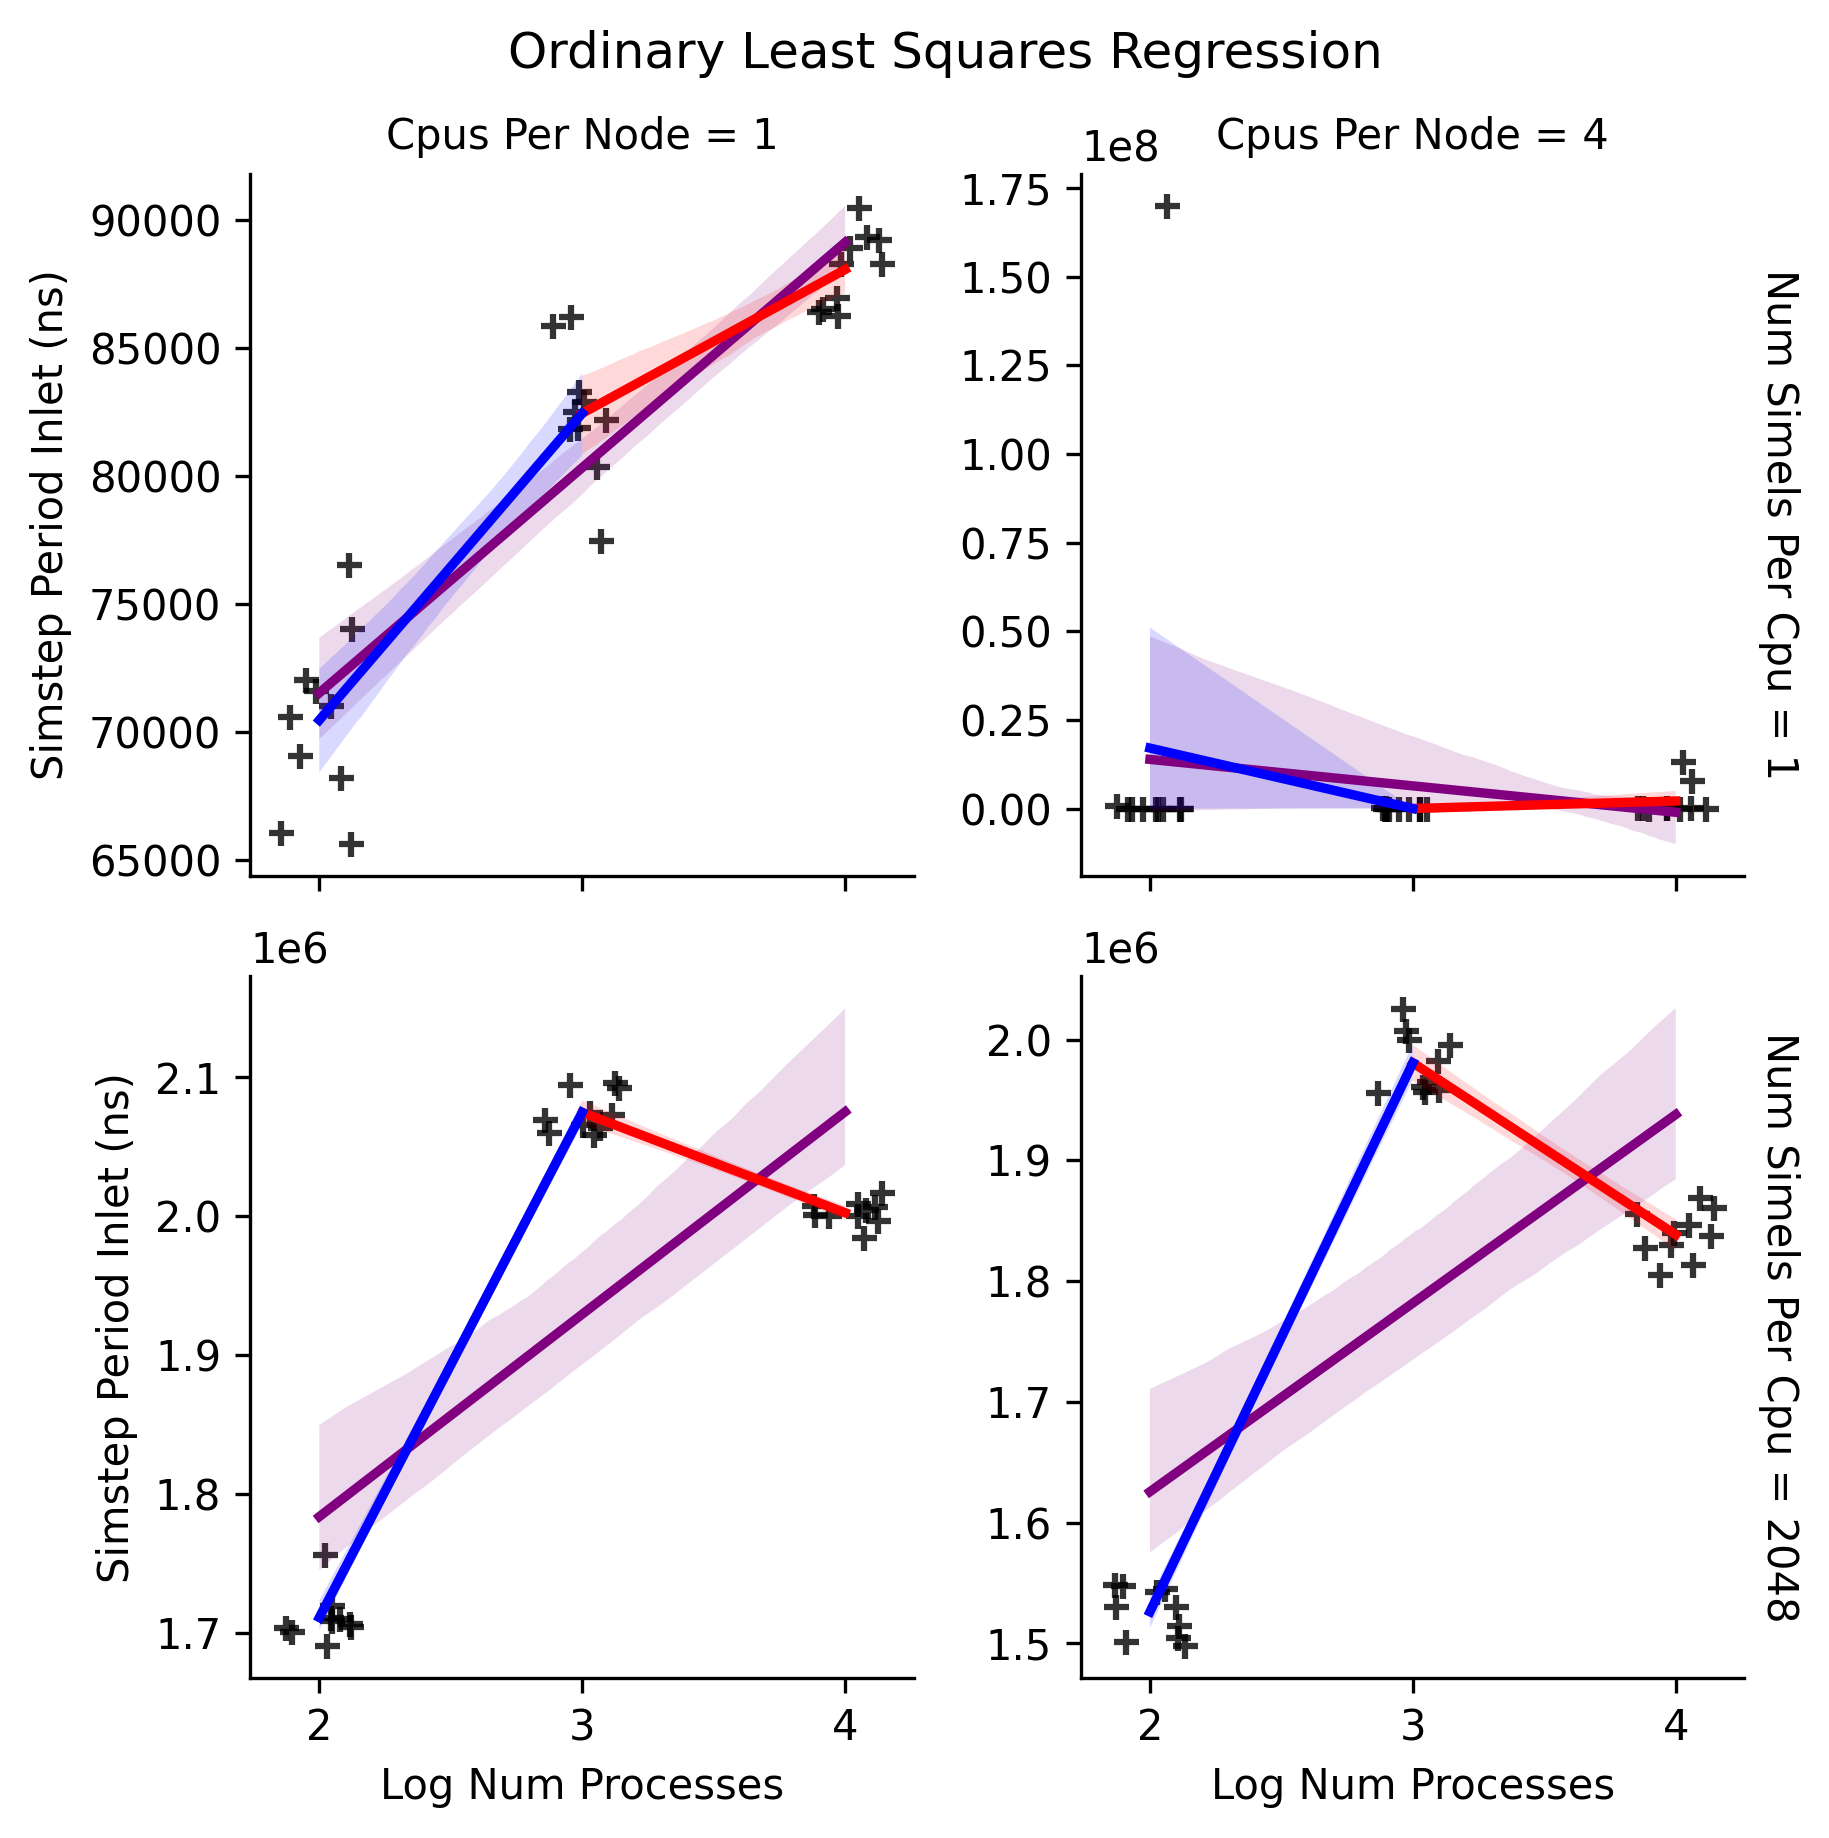 Ordinary Least Squares Regression
Cpus Per Node = 1
Cpus Per Node = 4
Simstep Period Inlet (ns)
90000
85000
80000
75000
70000
65000
1e8
1.75
1.50
1.25
1.00
0.75
0.50
0.25
0.00
Num Simels Per Cpu = 1
Simstep Period Inlet (ns)
1e6
2.1
2.0
1.9
1.8
1.7
2 3 4
Log Num Processes
1e6
2.0
1.9
1.8
1.7
1.6
1.5
2 3 4
Log Num Processes
Num Simels Per Cpu = 2048